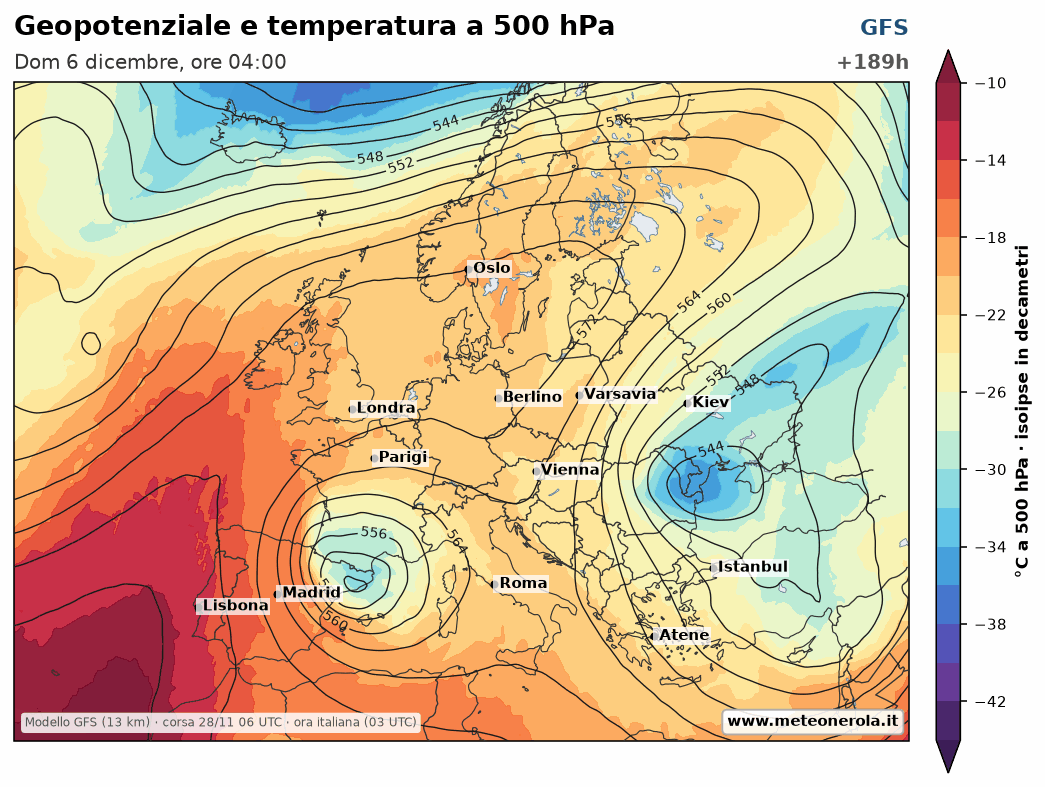 Geopotenziale e temperatura a 500 hPa
GFS
Dom 6 dicembre, ore 04:00
+189h
544
548
552
556
564
560
572
552
548
544
556
564
560
Oslo
Londra
Berlino
Varsavia
Kiev
Parigi
Vienna
Madrid
Lisbona
Roma
Istanbul
Atene
−10
−14
−18
−22
−26
−30
−34
−38
−42
°C a 500 hPa · isoipse in decametri
Modello GFS (13 km) · corsa 28/11 06 UTC · ora italiana (03 UTC)
www.meteonerola.it